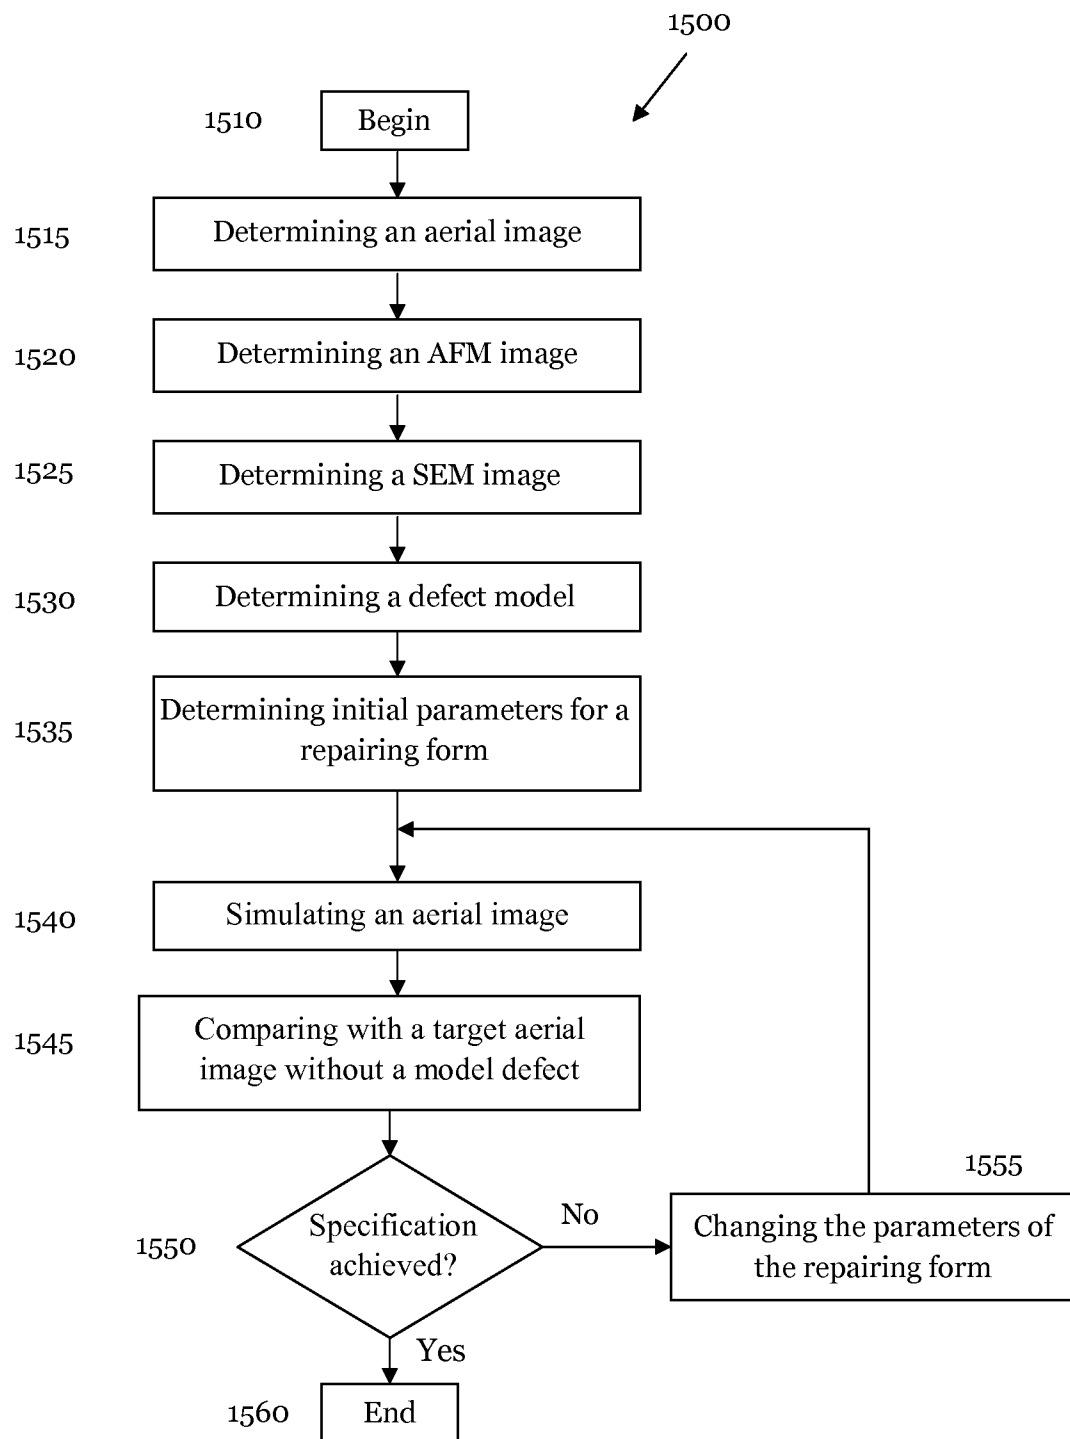 1500
1510
Begin
1515
Determining an aerial image
1520
Determining an AFM image
1525
Determining a SEM image
1530
Determining a defect model
1535
Determining initial parameters for a
repairing form
1540
Simulating an aerial image
1545
Comparing with a target aerial
image without a model defect
1550
Specification
achieved?
No
1555
Changing the parameters of
the repairing form
Yes
1560
End